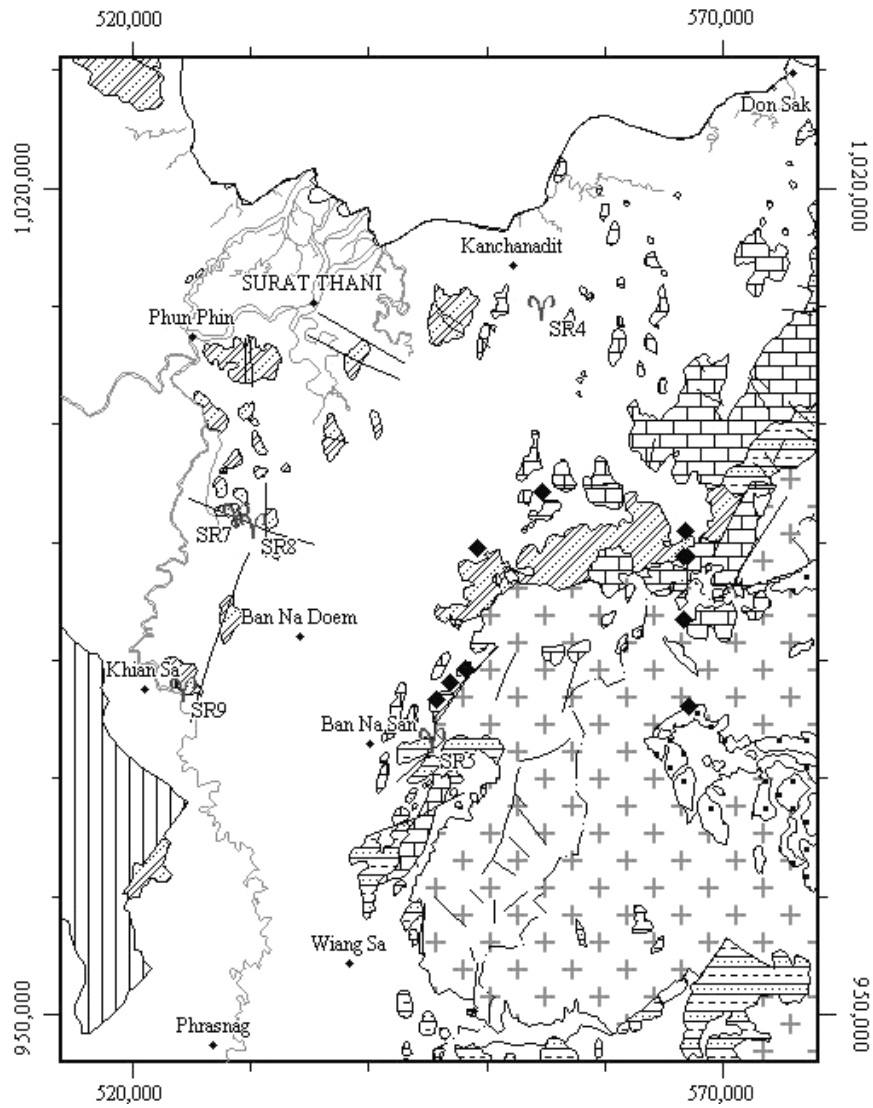 520,000
570,000
Don Sak
1,020,000
1,020,000
Kanchanadit
SURAT THANI
Phun Phin
SR4
SR7
SR8
Ban Na Doem
Khian Sa
SR9
Ban Na San
SR5
Wiang Sa
950,000
950,000
Phrasnag
520,000
570,000